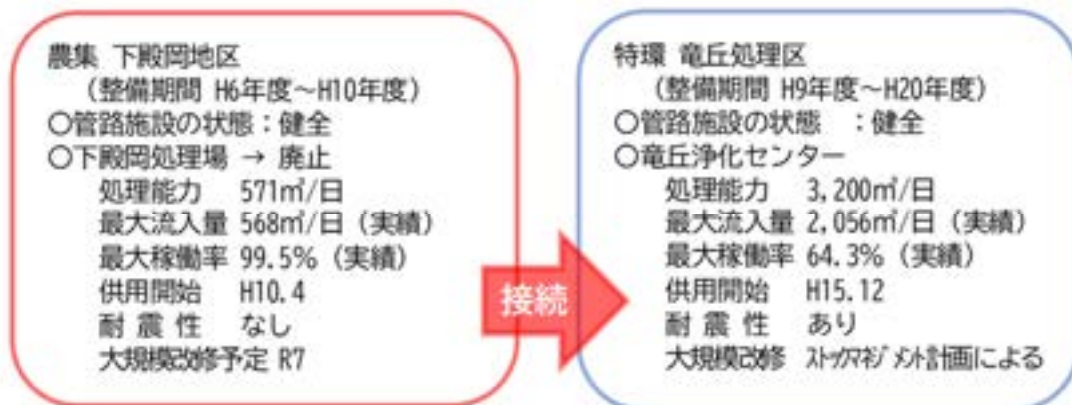 農集 下殿岡地区
（整備期間 H6年度～H10年度）
○管路施設の状態：健全
○下殿岡処理場 → 廃止
処理能力 571㎥/日
最大流入量 568㎥/日（実績）
最大稼働率 99.5%（実績）
供用開始 H10.4
耐 震 性 なし
大規模改修予定 R7
接続
特環 竜丘処理区
（整備期間 H9年度～H20年度）
○管路施設の状態 ：健全
○竜丘浄化センター
処理能力 3,200㎥/日
最大流入量 2,056㎥/日（実績）
最大稼働率 64.3%（実績）
供用開始 H15.12
耐 震 性 あり
大規模改修 ｽﾄｯｸﾏﾈｼﾞﾒﾝﾄ計画による